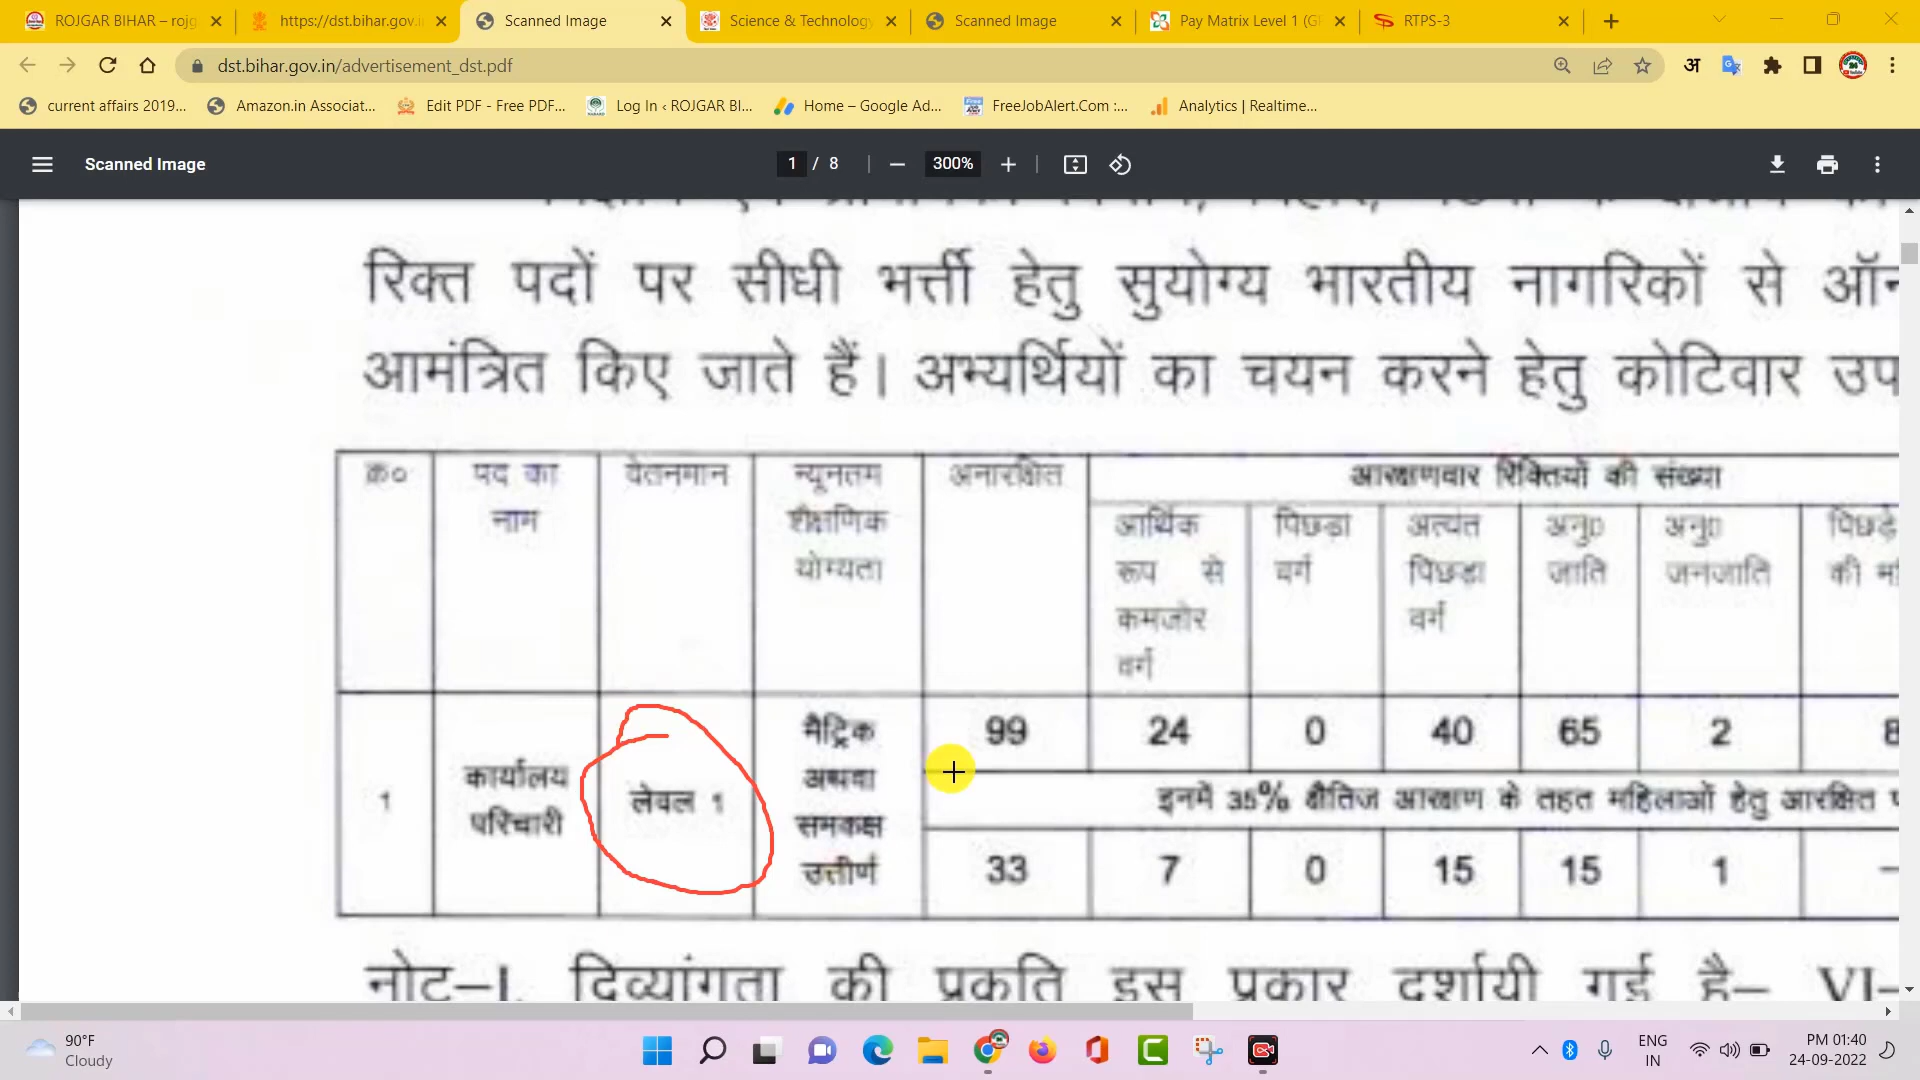 ROJGAR BIHAR – rojg
https://dst.bihar.gov.i
Scanned Image
Science & Technology
Scanned Image
Pay Matrix Level 1 (GP
RTPS-3
dst.bihar.gov.in/advertisement_dst.pdf
अ
current affairs 2019...
Amazon.in Associat...
Edit PDF - Free PDF...
Log In ‹ ROJGAR BI...
Home – Google Ad...
FreeJobAlert.Com :...
Analytics | Realtime...
Scanned Image
1 / 8
300%
रिक्त पदों पर सीधी भर्त्ती हेतु सुयोग्य भारतीय नागरिकों से
आमंत्रित किए जाते हैं। अभ्यर्थियों का चयन करने हेतु कोटिवार उप
क्र० पद का नाम वेतनमान न्यूनतम शैक्षणिक योग्यता अनारक्षित आरक्षणवार रिक्तियों की संख्या
आर्थिक रूप से कमजोर वर्ग पिछड़ा वर्ग अत्यंत पिछड़ा वर्ग अनु० जाति अनु० जनजाति पिछड़े की
1 कार्यालय परिचारी लेवल 1 मैट्रिक अथवा समकक्ष उत्तीर्ण 99 24 0 40 65 2 8
इनमें 35% क्षैतिज आरक्षण के तहत महिलाओं हेतु आरक्षित
33 7 0 15 15 1 –
नोट–I. दिव्यांगता की प्रकृति इस प्रकार दर्शायी गई है– VI–
90°F
Cloudy
ENG
IN
PM 01:40
24-09-2022